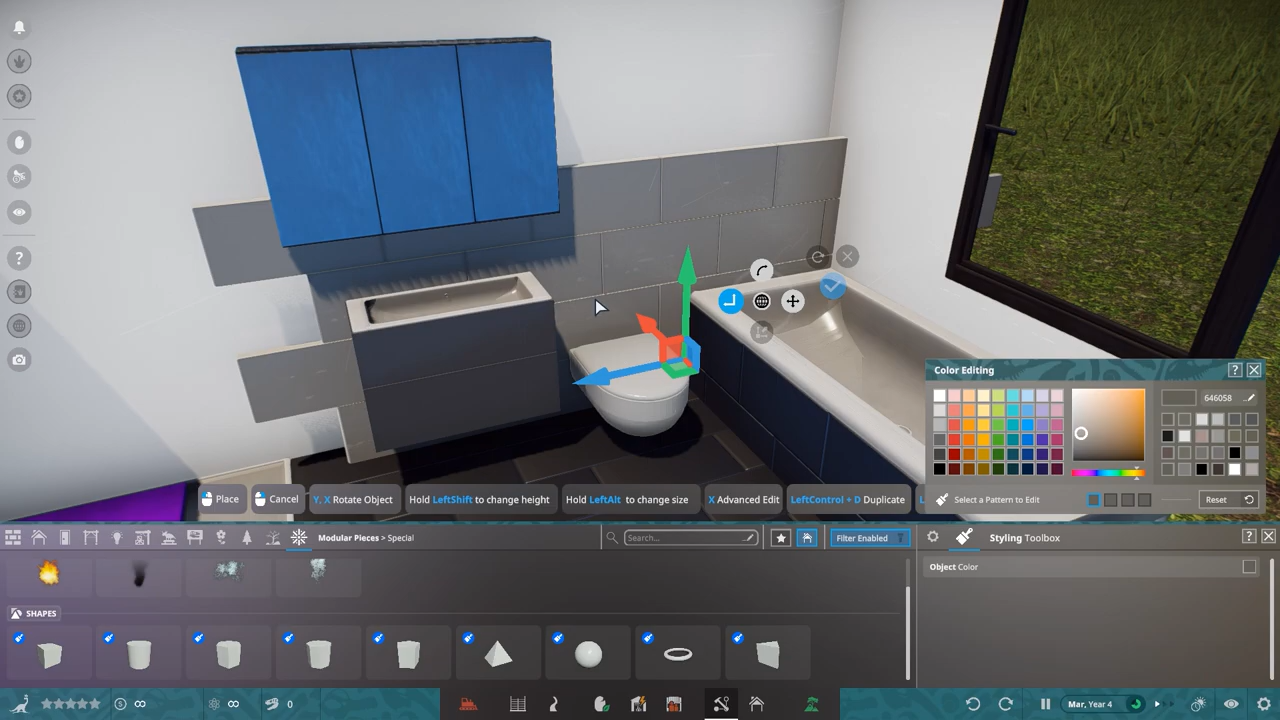 Color Editing
?
646058
Select a Pattern to Edit
Reset
Place
Cancel
Y, X Rotate Object
Hold LeftShift to change height
Hold LeftAlt to change size
X Advanced Edit
LeftControl + D Duplicate
Modular Pieces > Special
Search...
Filter Enabled
Styling Toolbox
?
Object Color
SHAPES
$ ∞
∞
0
Mar, Year 4